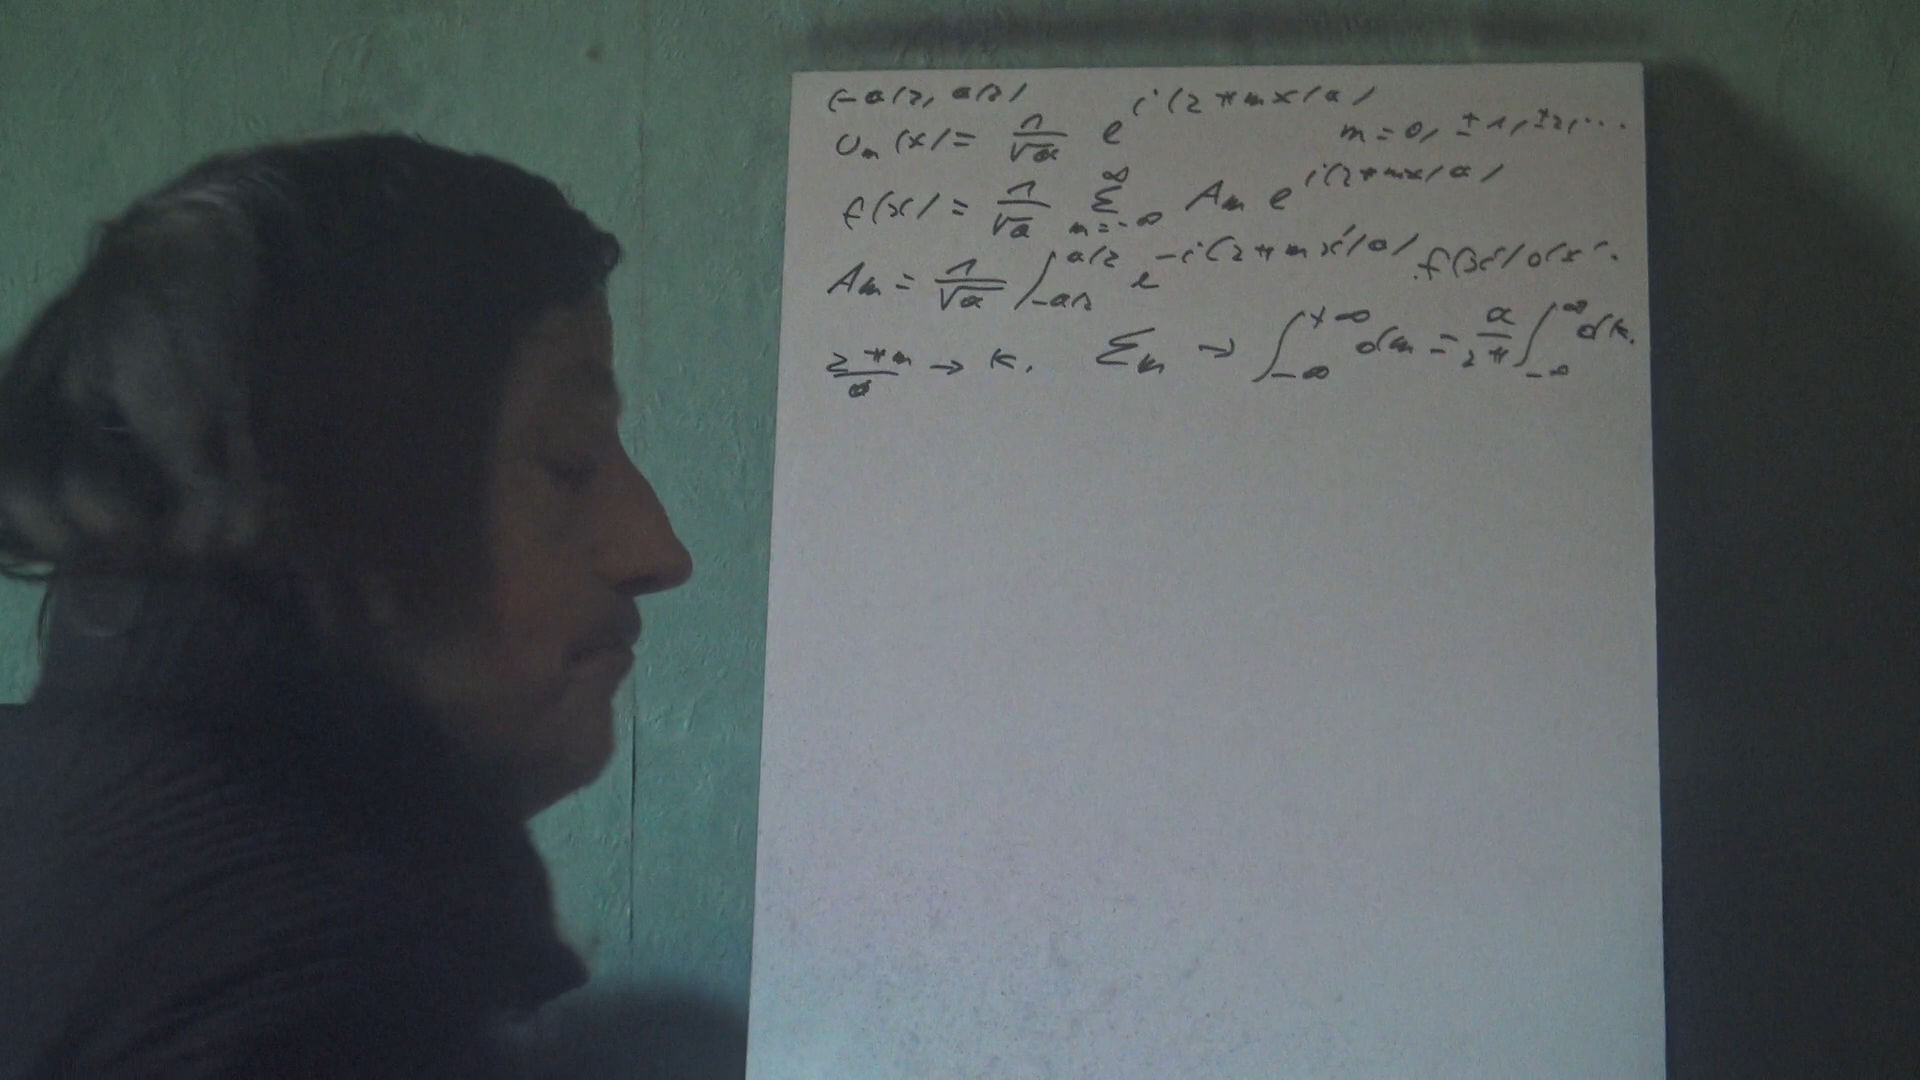 (-a/2, a/2)
U_m(x) = 1/√a e^{i(2πmx/a)} m = 0, ±1, ±2, ...
f(x) = 1/√a Σ_{m=-∞}^{∞} A_m e^{i(2πmx/a)}
A_m = 1/√a ∫_{-a/2}^{a/2} e^{-i(2πmx'/a)} f(x')dx'.
2πm/a → k. Σ_m → ∫_{-∞}^{+∞} dm = a/2π ∫_{-∞}^{∞} dk.